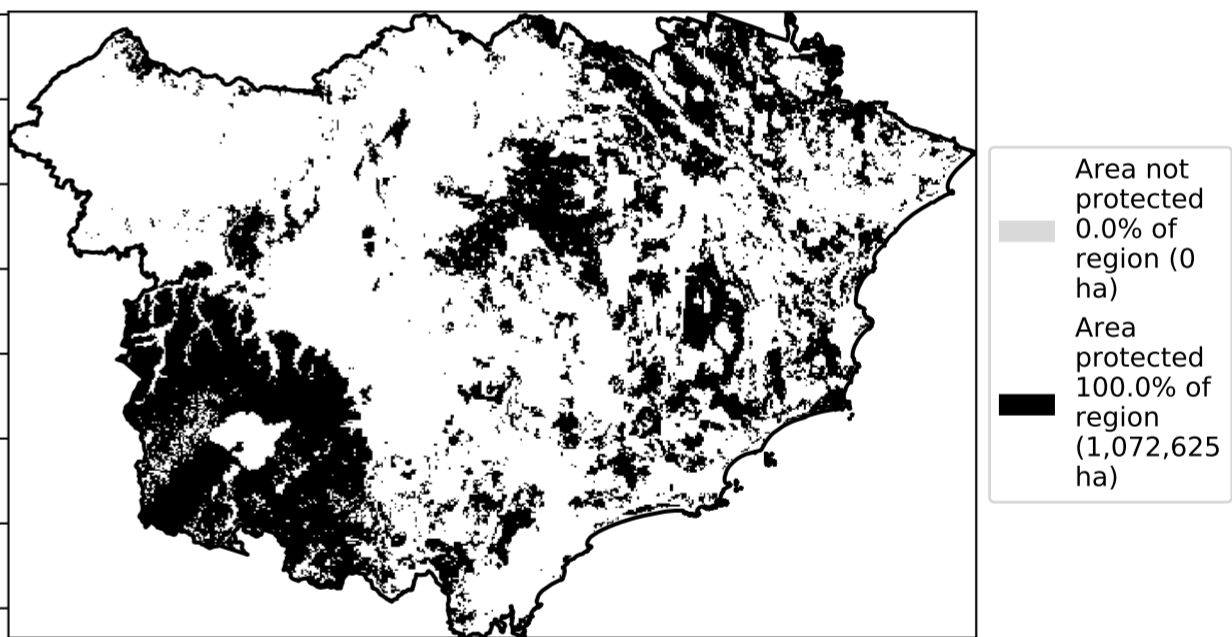 Area not
protected
0.0% of
region (0
ha)
Area
protected
100.0% of
region
(1,072,625
ha)